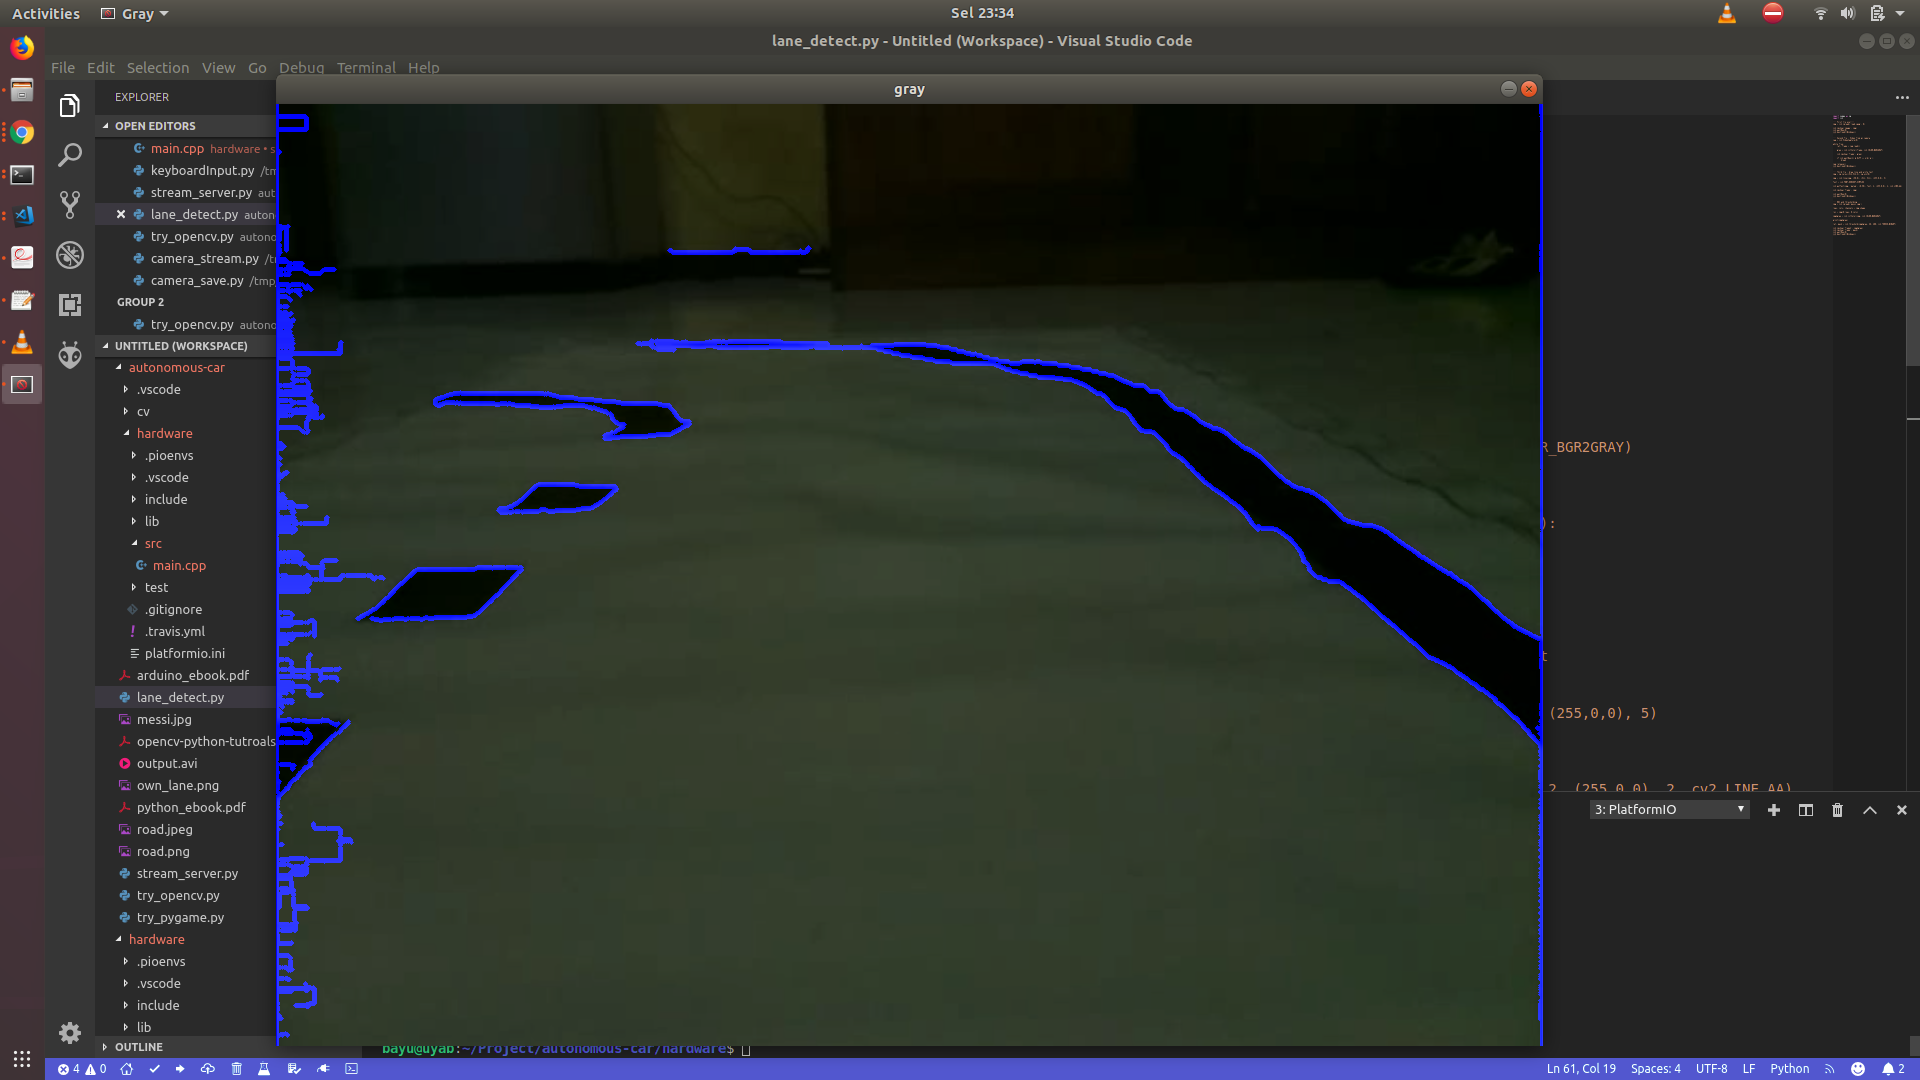 Activities
Gray
Sel 23:34
lane_detect.py - Untitled (Workspace) - Visual Studio Code
File Edit Selection View Go Debug Terminal Help
EXPLORER
gray
OPEN EDITORS
main.cpp hardware • s
keyboardInput.py /tm
stream_server.py aut
lane_detect.py autono
try_opencv.py autono
camera_stream.py /t
camera_save.py /tmp
GROUP 2
try_opencv.py autono
UNTITLED (WORKSPACE)
autonomous-car
.vscode
cv
hardware
.pioenvs
.vscode
include
lib
src
main.cpp
test
.gitignore
.travis.yml
platformio.ini
arduino_ebook.pdf
lane_detect.py
messi.jpg
opencv-python-tutroals
output.avi
own_lane.png
python_ebook.pdf
road.jpeg
road.png
stream_server.py
try_opencv.py
try_pygame.py
hardware
.pioenvs
.vscode
include
lib
OUTLINE
R_BGR2GRAY)
):
t
(255,0,0), 5)
2, (255,0,0), 2, cv2.LINE_AA)
3: PlatformIO
bayu@uyab:~/Project/autonomous-car/hardware$
4 0
Ln 61, Col 19 Spaces: 4 UTF-8 LF Python 2